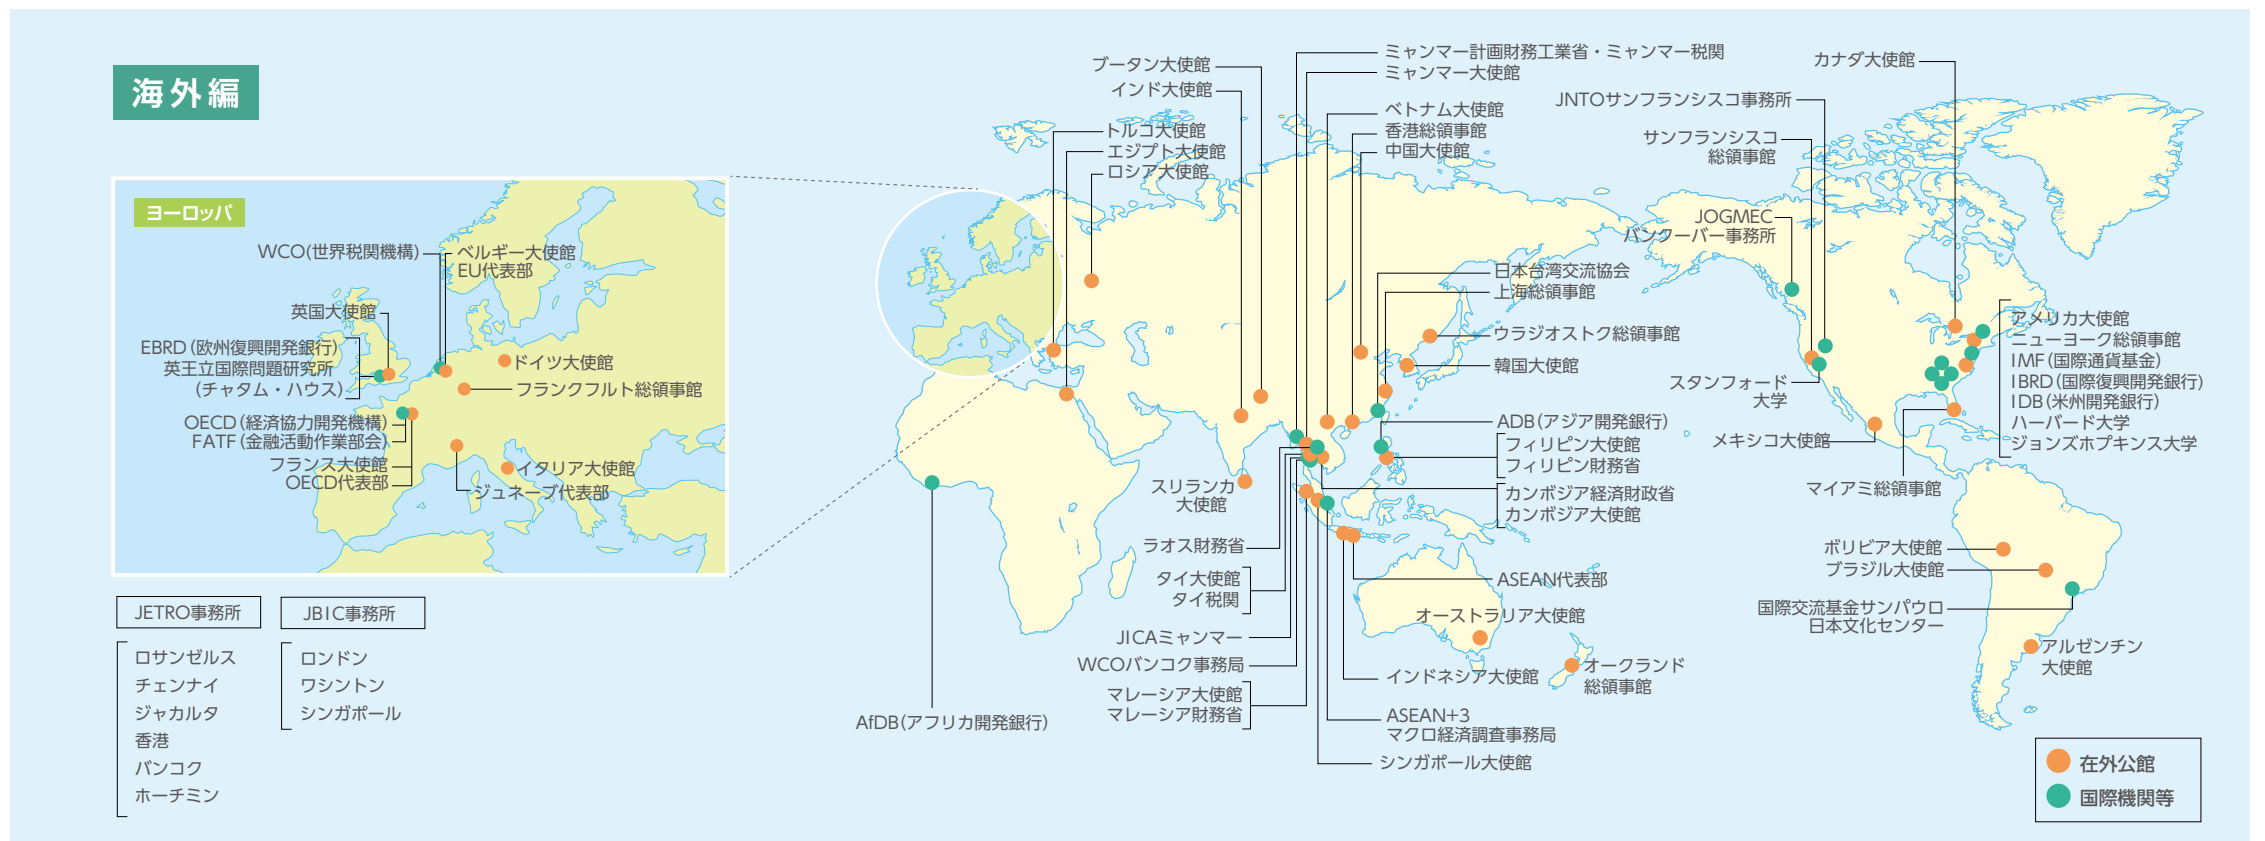 海外編
ヨーロッパ
WCO(世界税関機構)
ベルギー大使館
EU代表部
英国大使館
EBRD(欧州復興開発銀行)
英王立国際問題研究所
(チャタム・ハウス)
ドイツ大使館
フランクフルト総領事館
OECD(経済協力開発機構)
FATF(金融活動作業部会)
フランス大使館
OECD代表部
イタリア大使館
ジュネーブ代表部
JETRO事務所
ロサンゼルス
チェンナイ
ジャカルタ
香港
バンコク
ホーチミン
JBIC事務所
ロンドン
ワシントン
シンガポール
ブータン大使館
インド大使館
トルコ大使館
エジプト大使館
ロシア大使館
ミャンマー計画財務工業省・ミャンマー税関
ミャンマー大使館
ベトナム大使館
香港総領事館
中国大使館
日本台湾交流協会
上海総領事館
ウラジオストク総領事館
韓国大使館
ADB(アジア開発銀行)
フィリピン大使館
フィリピン財務省
カンボジア経済財政省
カンボジア大使館
スリランカ
大使館
ラオス財務省
タイ大使館
タイ税関
JICAミャンマー
WCOバンコク事務局
マレーシア大使館
マレーシア財務省
AfDB(アフリカ開発銀行)
ASEAN代表部
オーストラリア大使館
インドネシア大使館
オークランド
総領事館
ASEAN+3
マクロ経済調査事務局
シンガポール大使館
カナダ大使館
JNTOサンフランシスコ事務所
サンフランシスコ
総領事館
JOGMEC
バンクーバー事務所
スタンフォード
大学
メキシコ大使館
マイアミ総領事館
アメリカ大使館
ニューヨーク総領事館
IMF(国際通貨基金)
IBRD(国際復興開発銀行)
IDB(米州開発銀行)
ハーバード大学
ジョンズホプキンス大学
ボリビア大使館
ブラジル大使館
国際交流基金サンパウロ
日本文化センター
アルゼンチン
大使館
在外公館
国際機関等